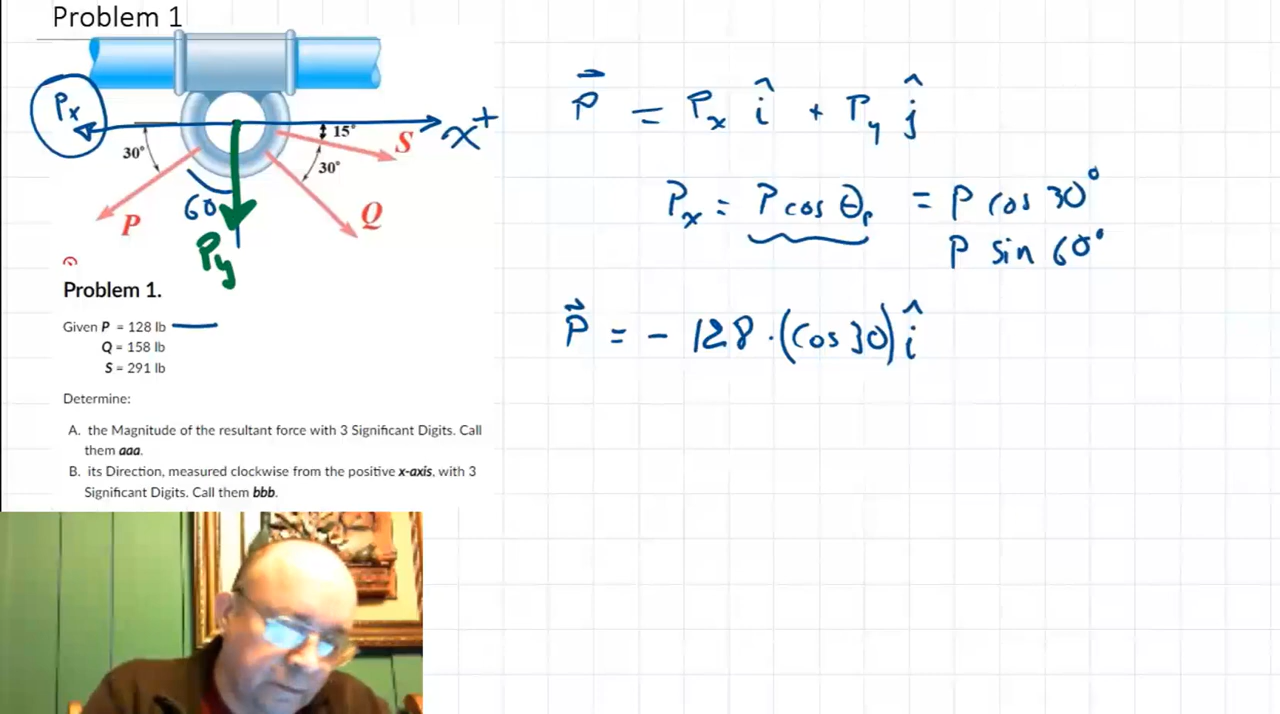 Problem 1
Pₓ
x⁺
30°
15°
S
30°
60
P
Q
P_y
Problem 1.
Given P = 128 lb
Q = 158 lb
S = 291 lb
Determine:
A. the Magnitude of the resultant force with 3 Significant Digits. Call
them aaa.
B. its Direction, measured clockwise from the positive x-axis, with 3
Significant Digits. Call them bbb.
P⃗ = Pₓ î + P_y ĵ
Pₓ = P cos θₚ = P cos 30°
P sin 60°
P⃗ = - 128 · (cos 30) î